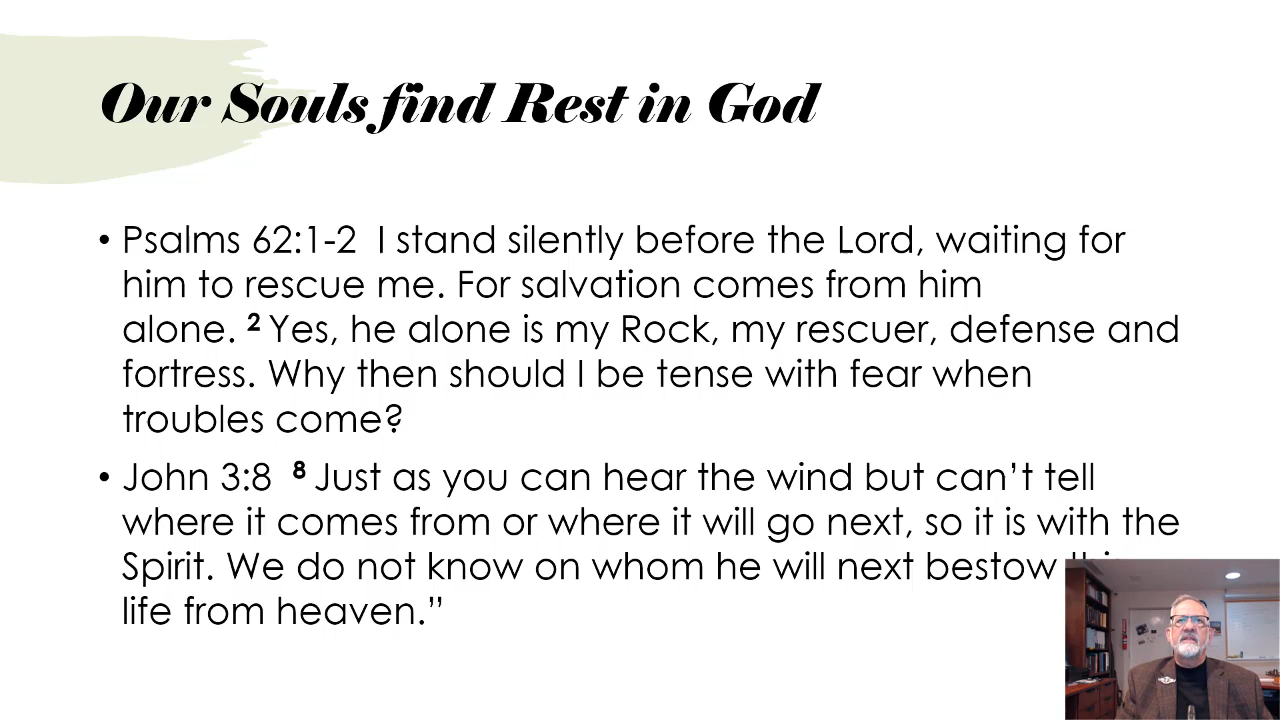 Our Souls find Rest in God
• Psalms 62:1-2 I stand silently before the Lord, waiting for
him to rescue me. For salvation comes from him
alone. 2 Yes, he alone is my Rock, my rescuer, defense and
fortress. Why then should I be tense with fear when
troubles come?
• John 3:8 8 Just as you can hear the wind but can’t tell
where it comes from or where it will go next, so it is with the
Spirit. We do not know on whom he will next bestow
life from heaven.”